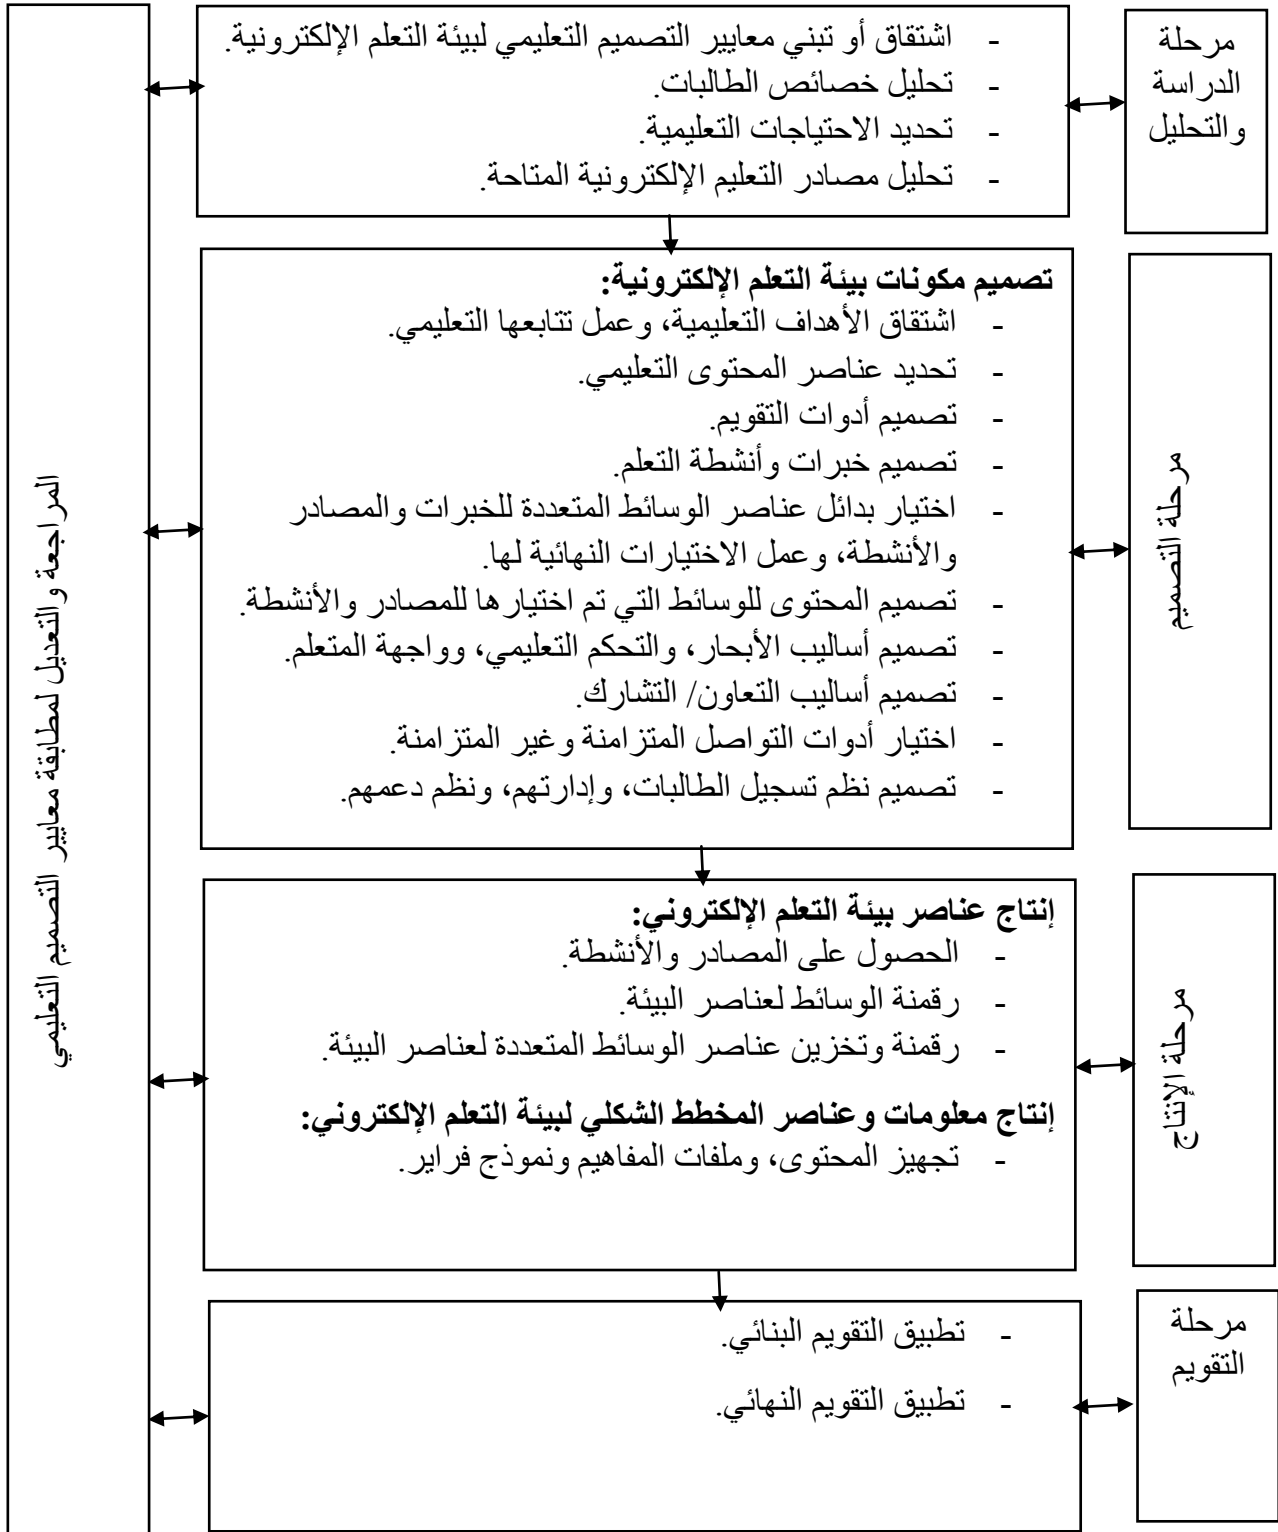 مرحلة
الدراسة
والتحليل
- اشتقاق أو تبني معايير التصميم التعليمي لبيئة التعلم الإلكترونية.
- تحليل خصائص الطالبات.
- تحديد الاحتياجات التعليمية.
- تحليل مصادر التعليم الإلكترونية المتاحة.
مرحلة التصميم
تصميم مكونات بيئة التعلم الإلكترونية:
- اشتقاق الأهداف التعليمية، وعمل تتابعها التعليمي.
- تحديد عناصر المحتوى التعليمي.
- تصميم أدوات التقويم.
- تصميم خبرات وأنشطة التعلم.
- اختيار بدائل عناصر الوسائط المتعددة للخبرات والمصادر
والأنشطة، وعمل الاختيارات النهائية لها.
- تصميم المحتوى للوسائط التي تم اختيارها للمصادر والأنشطة.
- تصميم أساليب الأبحار، والتحكم التعليمي، وواجهة المتعلم.
- تصميم أساليب التعاون/ التشارك.
- اختيار أدوات التواصل المتزامنة وغير المتزامنة.
- تصميم نظم تسجيل الطالبات، وإدارتهم، ونظم دعمهم.
مرحلة الإنتاج
إنتاج عناصر بيئة التعلم الإلكتروني:
- الحصول على المصادر والأنشطة.
- رقمنة الوسائط لعناصر البيئة.
- رقمنة وتخزين عناصر الوسائط المتعددة لعناصر البيئة.
إنتاج معلومات وعناصر المخطط الشكلي لبيئة التعلم الإلكتروني:
- تجهيز المحتوى، وملفات المفاهيم ونموذج فراير.
مرحلة
التقويم
- تطبيق التقويم البنائي.
- تطبيق التقويم النهائي.
المراجعة والتعديل لمطابقة معايير التصميم التعليمي